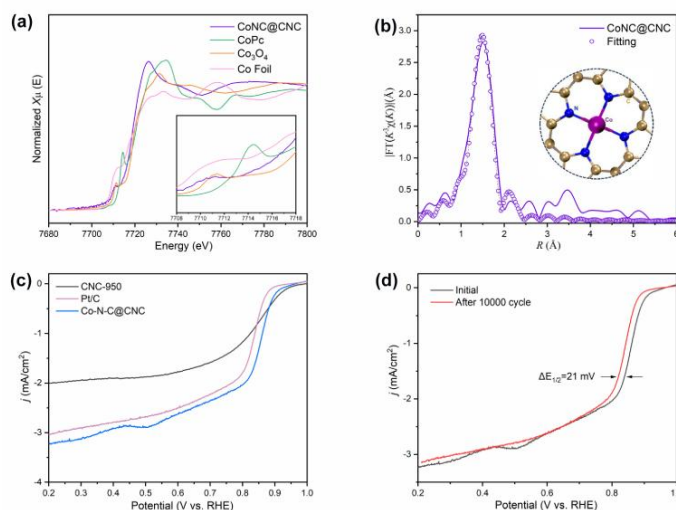 (a)
CoNC@CNC
CoPc
Co3O4
Co Foil
Normalized Xμ (E)
7708 7710 7712 7714 7716 7718
7680 7700 7720 7740 7760 7780 7800
Energy (eV)
(b)
CoNC@CNC
Fitting
|FT(K³χ(K)|(Å)
3.0
2.5
2.0
1.5
1.0
0.5
0.0
N
Co
0 1 2 3 4 5 6
R (Å)
(c)
CNC-950
Pt/C
Co-N-C@CNC
j (mA/cm²)
0
-1
-2
-3
-4
0.2 0.3 0.4 0.5 0.6 0.7 0.8 0.9 1.0
Potential (V vs. RHE)
(d)
Initial
After 10000 cycle
ΔE1/2=21 mV
j (mA/cm²)
0
-1
-2
-3
0.2 0.4 0.6 0.8 1.0
Potential (V vs. RHE)